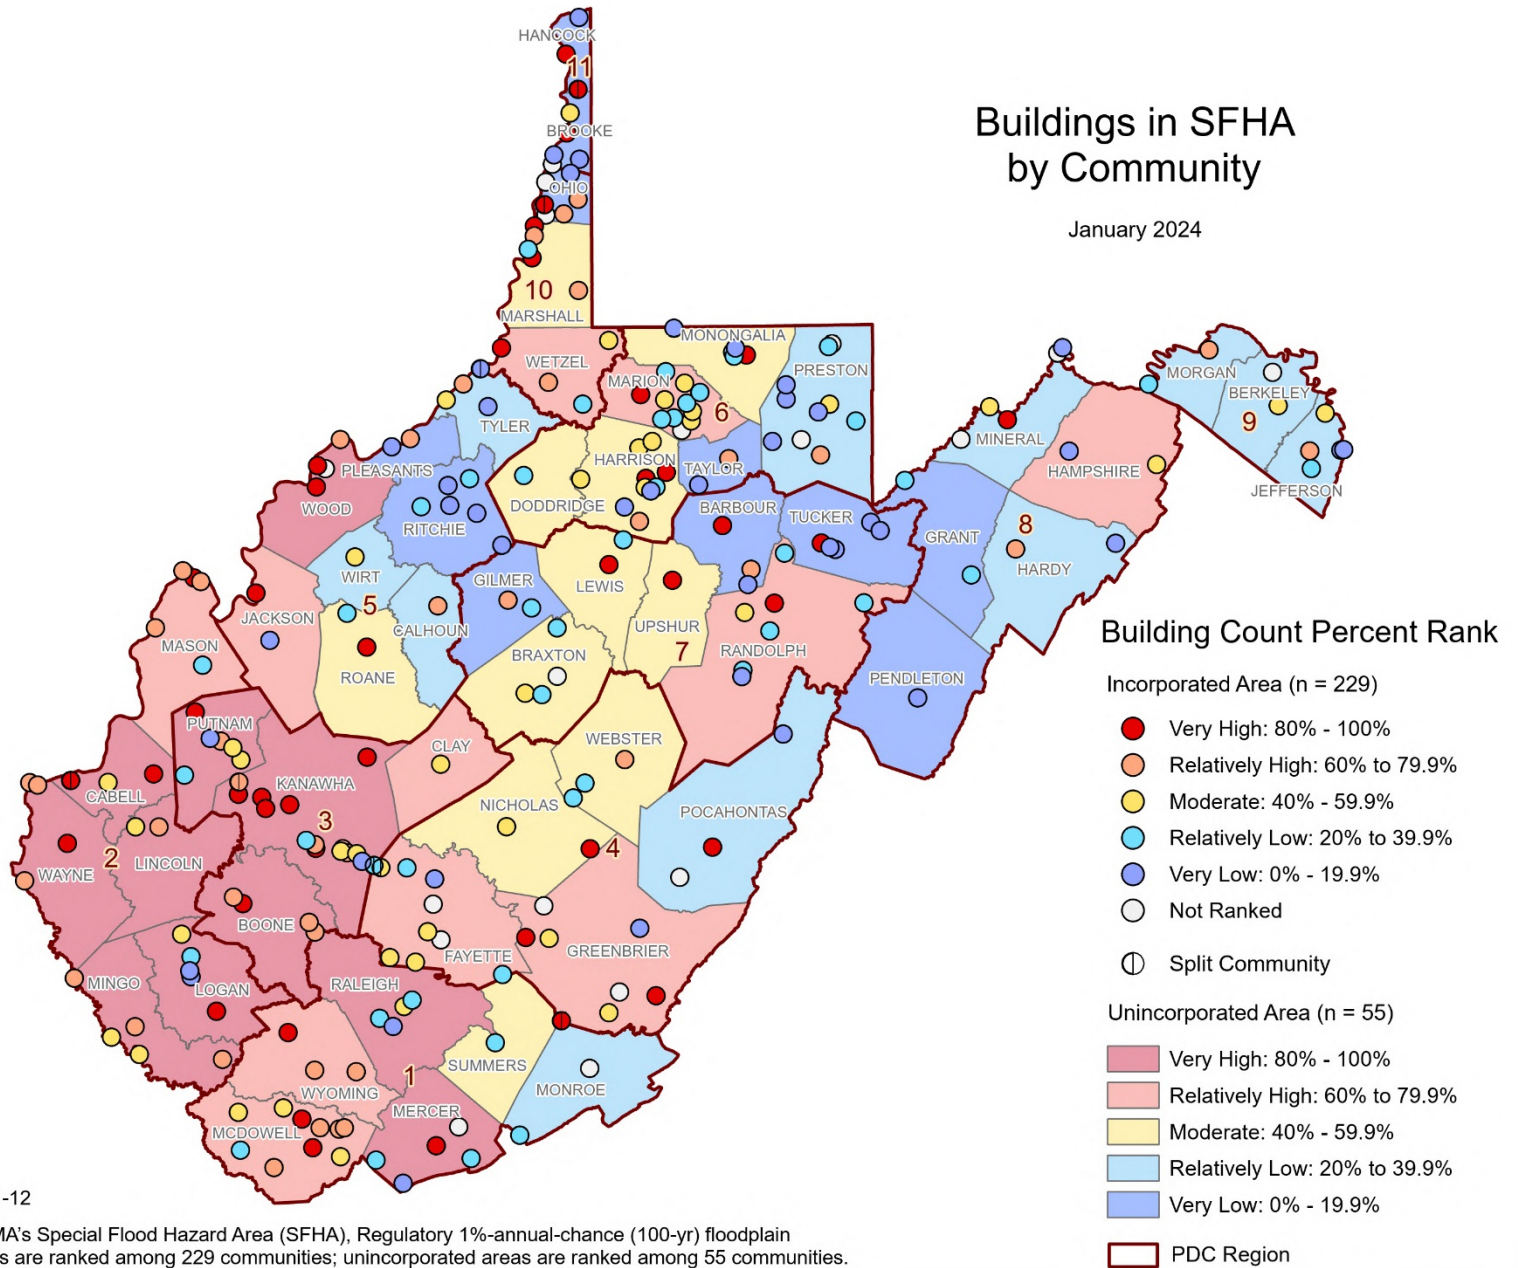 Buildings in SFHA
by Community
January 2024
HANCOCK
11
BROOKE
OHIO
10
MARSHALL
WETZEL
MONONGALIA
PRESTON
MARION
6
TYLER
PLEASANTS
HARRISON
TAYLOR
DODDRIDGE
WOOD
RITCHIE
BARBOUR
TUCKER
MORGAN
BERKELEY
9
MINERAL
HAMPSHIRE
JEFFERSON
8
GRANT
HARDY
WIRT
5
GILMER
LEWIS
JACKSON
CALHOUN
UPSHUR
7
MASON
ROANE
BRAXTON
RANDOLPH
PENDLETON
PUTNAM
CLAY
WEBSTER
CABELL
KANAWHA
3
NICHOLAS
POCAHONTAS
4
2
LINCOLN
WAYNE
BOONE
FAYETTE
GREENBRIER
MINGO
LOGAN
RALEIGH
SUMMERS
MONROE
1
WYOMING
MERCER
MCDOWELL
Building Count Percent Rank
Incorporated Area (n = 229)
Very High: 80% - 100%
Relatively High: 60% to 79.9%
Moderate: 40% - 59.9%
Relatively Low: 20% to 39.9%
Very Low: 0% - 19.9%
Not Ranked
Split Community
Unincorporated Area (n = 55)
Very High: 80% - 100%
Relatively High: 60% to 79.9%
Moderate: 40% - 59.9%
Relatively Low: 20% to 39.9%
Very Low: 0% - 19.9%
PDC Region
-12
MA's Special Flood Hazard Area (SFHA), Regulatory 1%-annual-chance (100-yr) floodplain
s are ranked among 229 communities; unincorporated areas are ranked among 55 communities.